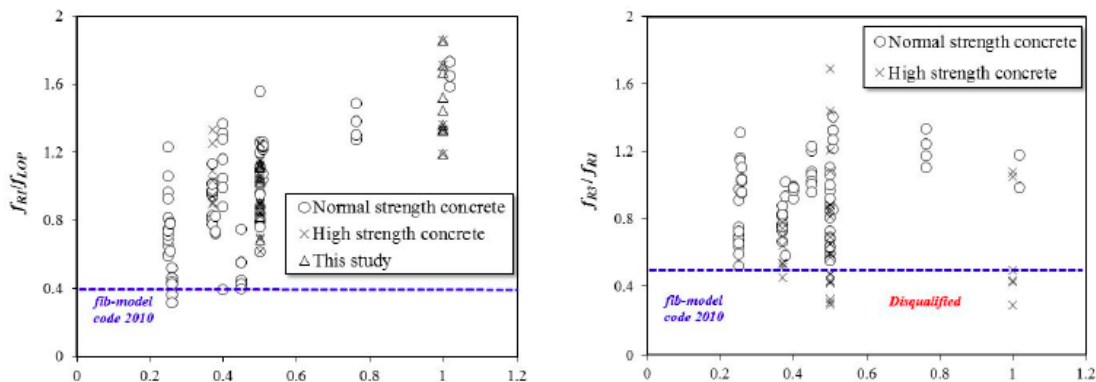 2
1.6
1.2
0.8
0.4
0
fR1/fLOP
Normal strength concrete
High strength concrete
This study
fib-model
code 2010
0 0.2 0.4 0.6 0.8 1 1.2
2
1.6
1.2
0.8
0.4
0
fR3/fR1
Normal strength concrete
High strength concrete
fib-model
code 2010
Disqualified
0 0.2 0.4 0.6 0.8 1 1.2